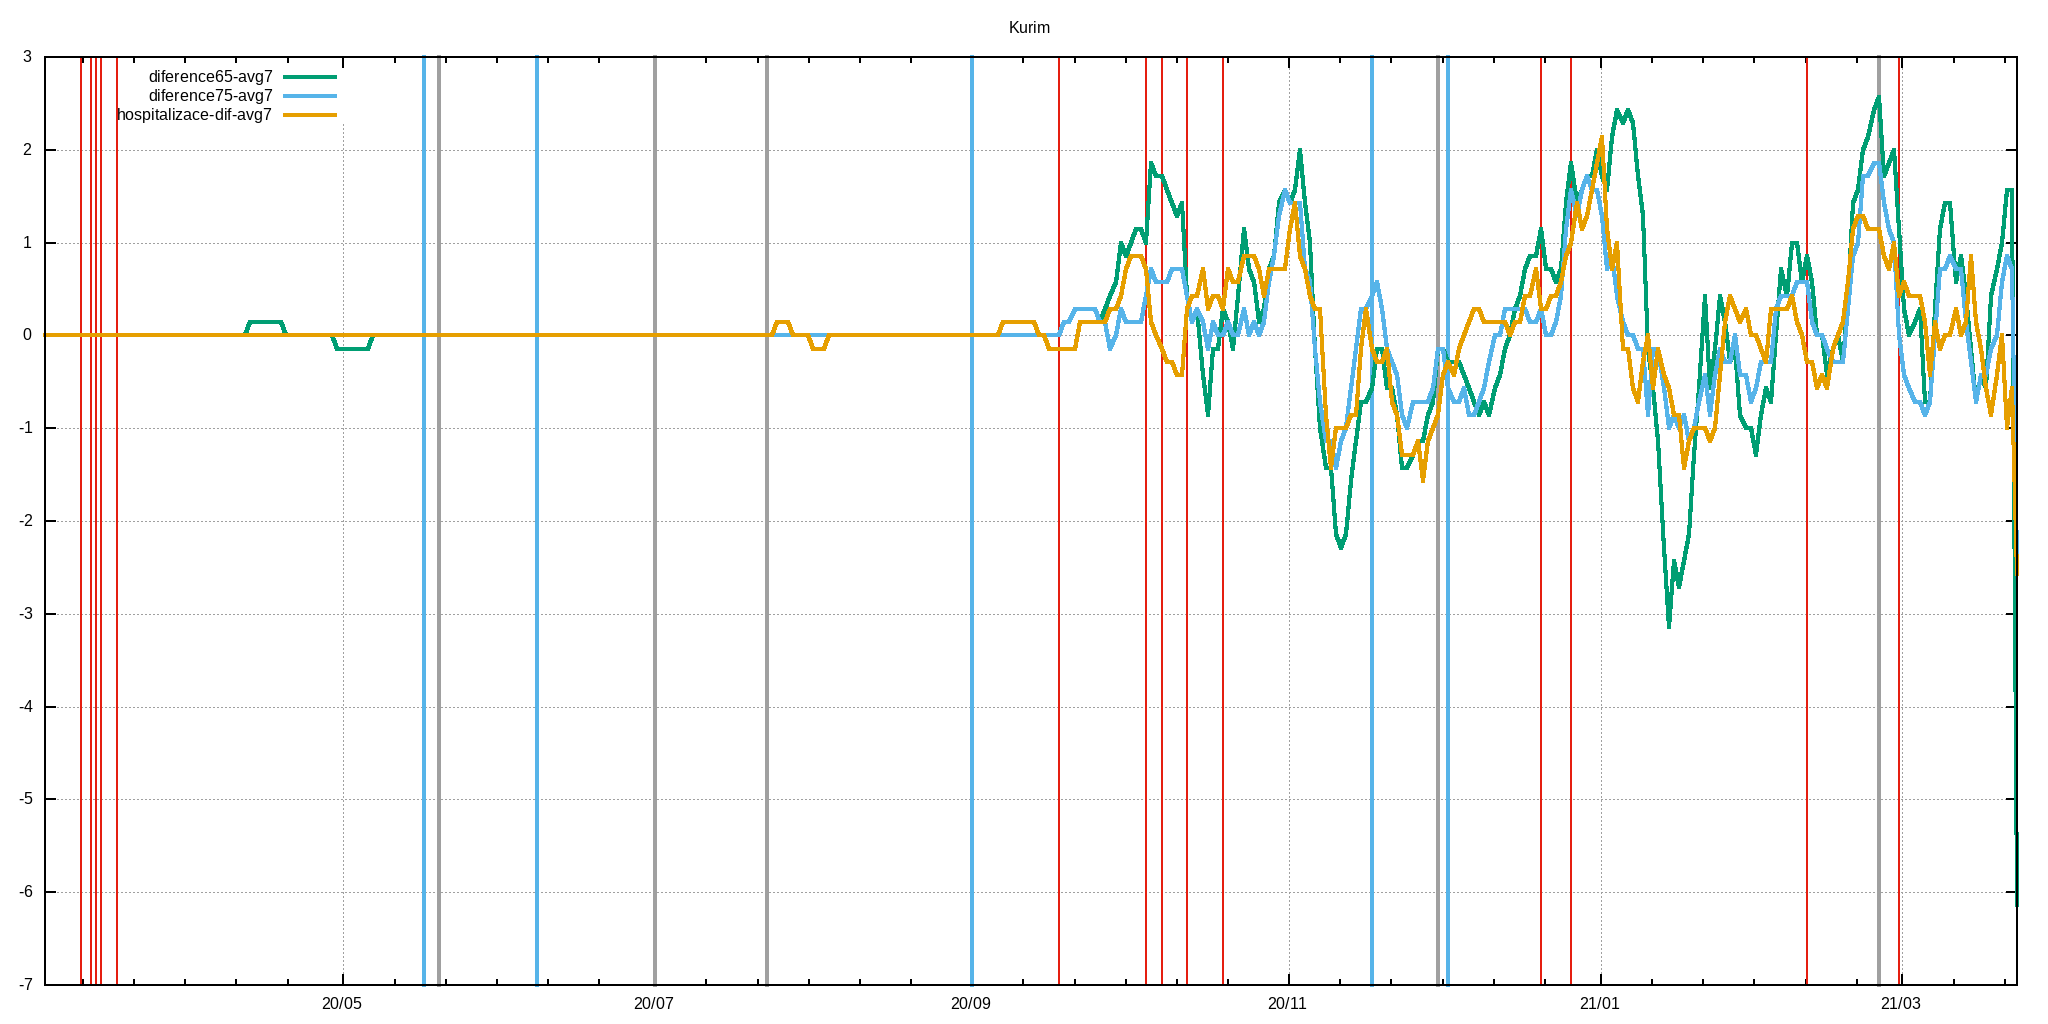 Kurim
3
diference65-avg7
diference75-avg7
hospitalizace-dif-avg7
2
1
0
-1
-2
-3
-4
-5
-6
-7
20/05 20/07 20/09 20/11 21/01 21/03